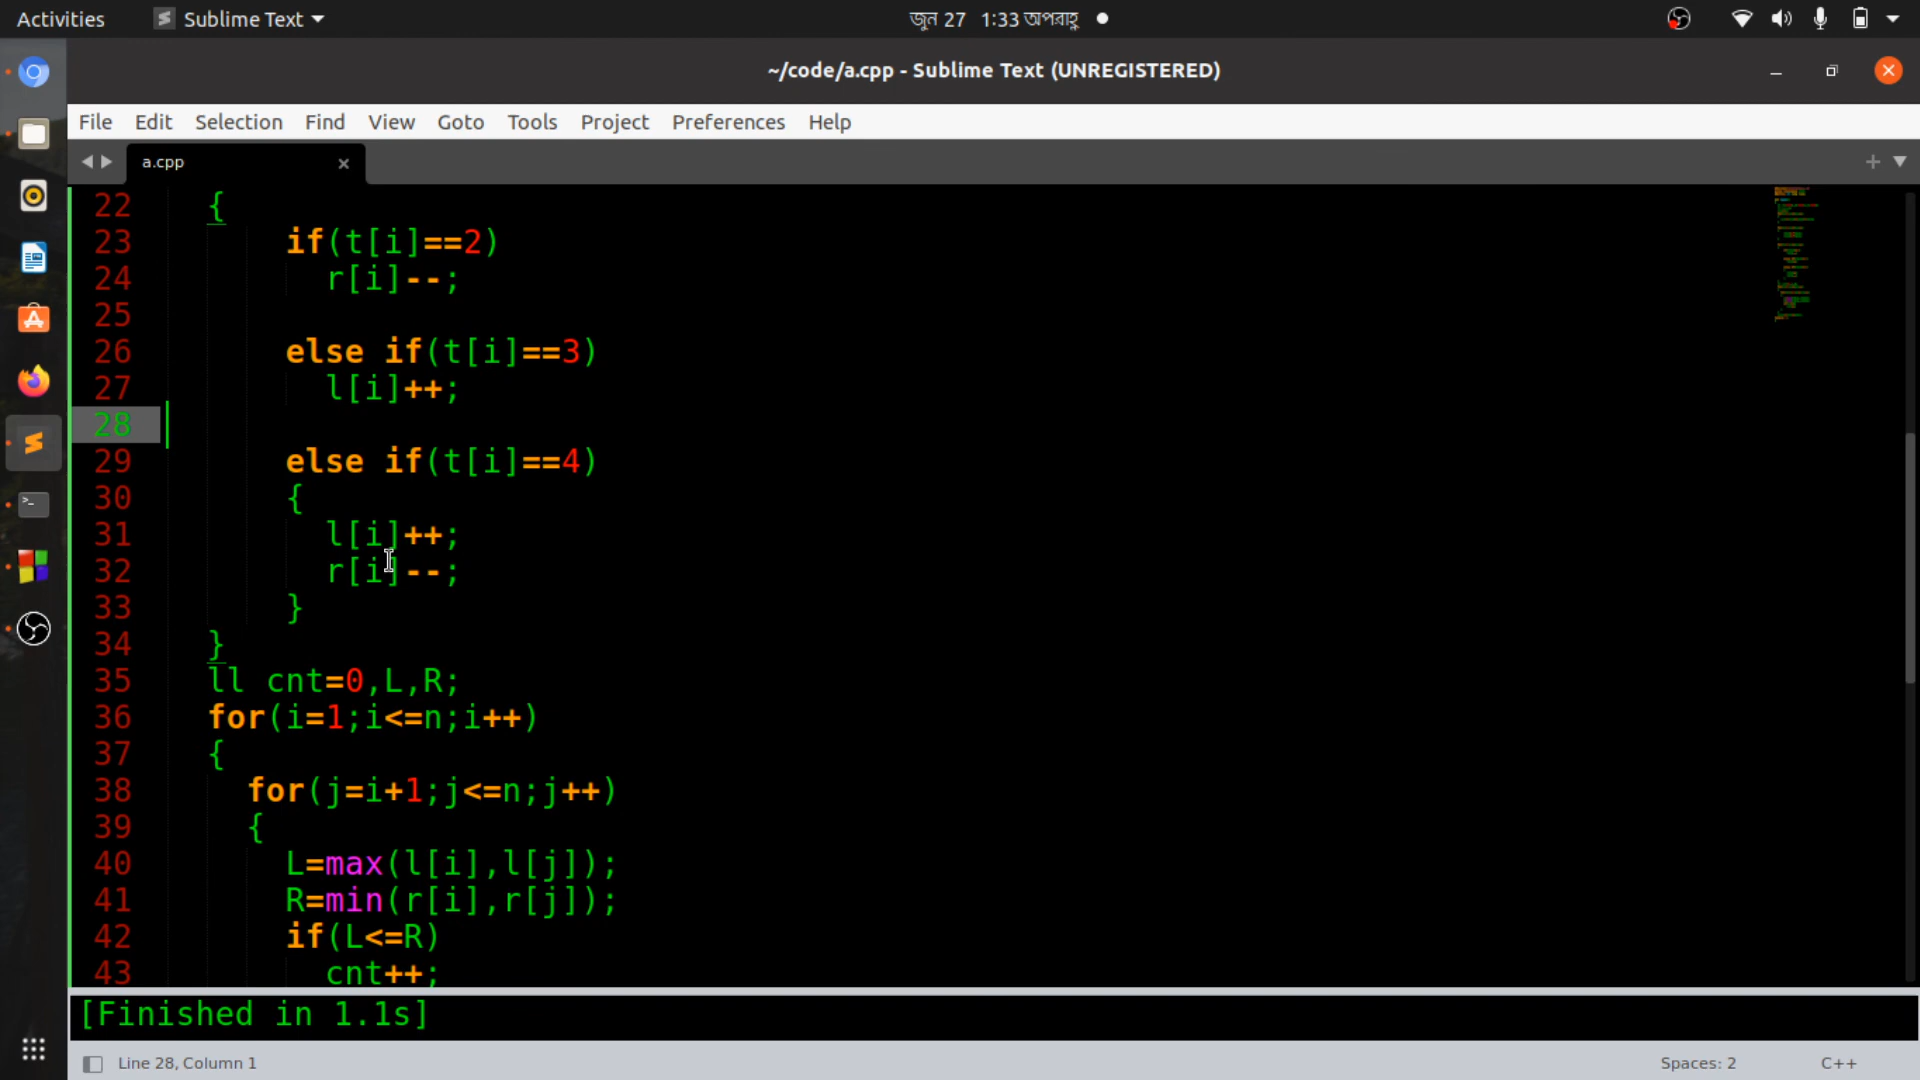 Activities Sublime Text জুন 27 1:33 অপরাহ্ণ
~/code/a.cpp - Sublime Text (UNREGISTERED)
File Edit Selection Find View Goto Tools Project Preferences Help
a.cpp
22 {
23 if(t[i]==2)
24 r[i]--;
25
26 else if(t[i]==3)
27 l[i]++;
28
29 else if(t[i]==4)
30 {
31 l[i]++;
32 r[i]--;
33 }
34 }
35 ll cnt=0,L,R;
36 for(i=1;i<=n;i++)
37 {
38 for(j=i+1;j<=n;j++)
39 {
40 L=max(l[i],l[j]);
41 R=min(r[i],r[j]);
42 if(L<=R)
43 cnt++;
[Finished in 1.1s]
Line 28, Column 1 Spaces: 2 C++